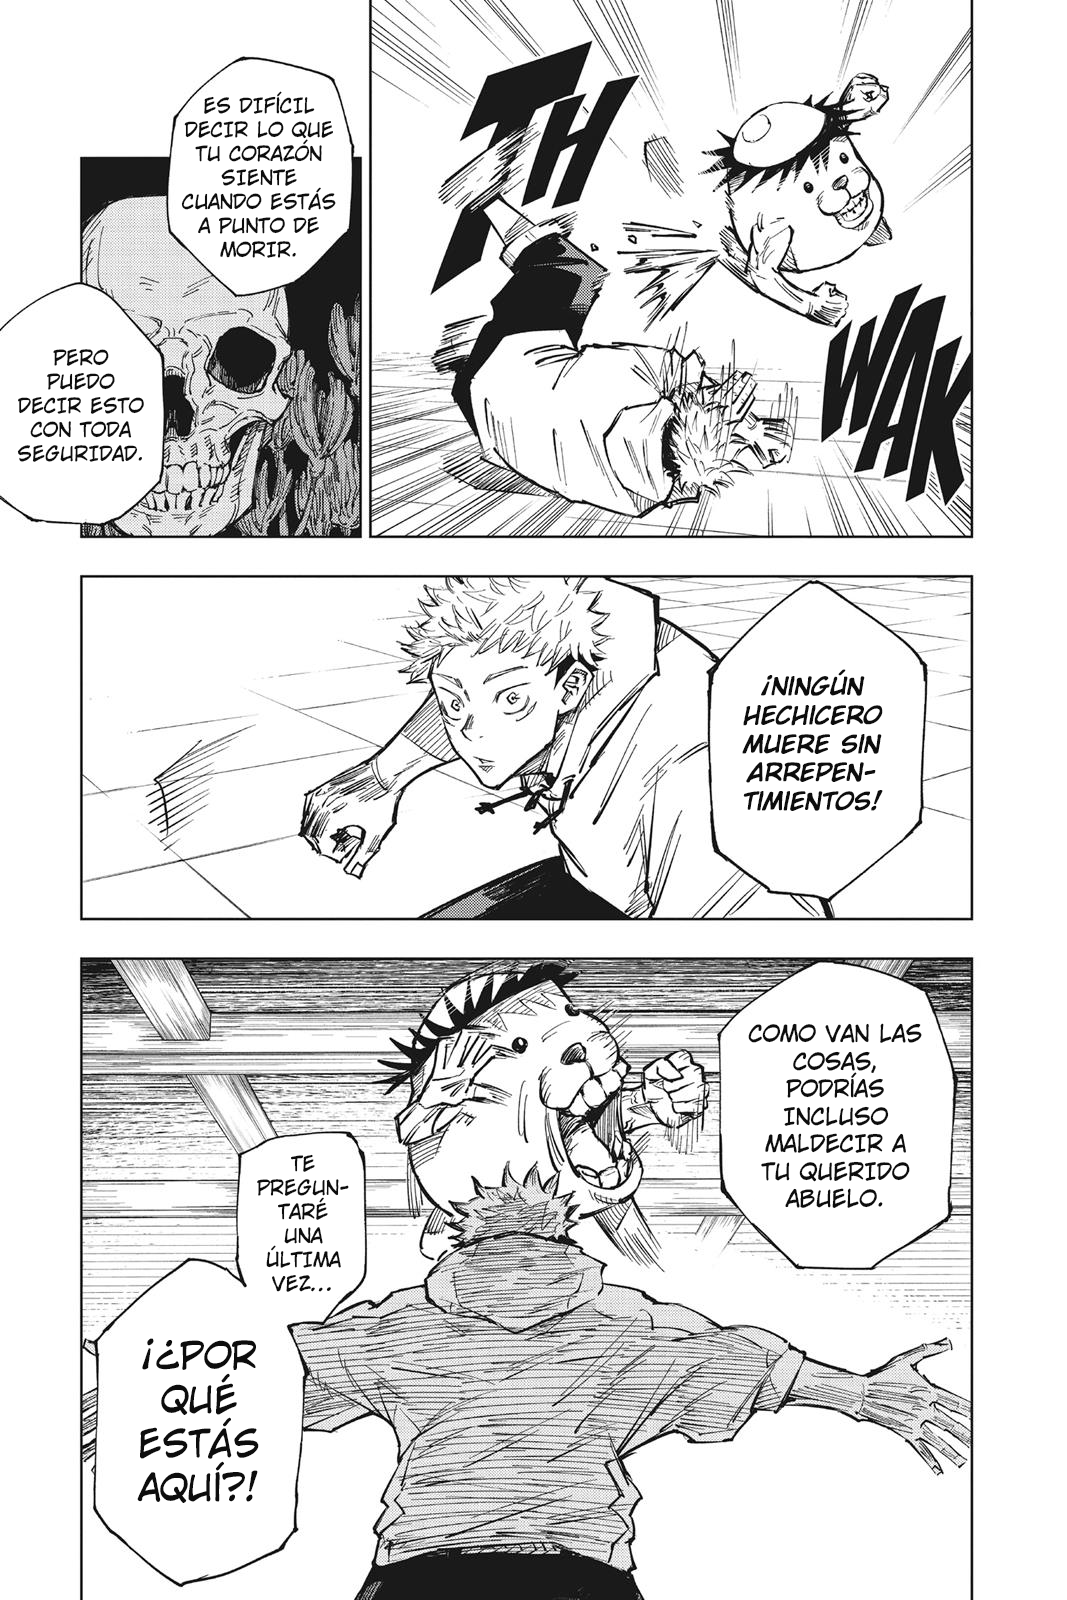 THWAK
ES DIFÍCIL
DECIR LO QUE
TU CORAZÓN
SIENTE
CUANDO ESTÁS
A PUNTO DE
MORIR.
PERO
PUEDO
DECIR ESTO
CON TODA
SEGURIDAD.
¡NINGÚN
HECHICERO
MUERE SIN
ARREPEN-
TIMIENTOS!
COMO VAN LAS
COSAS,
PODRÍAS
INCLUSO
MALDECIR A
TU QUERIDO
ABUELO.
TE
PREGUN-
TARÉ
UNA
ÚLTIMA
VEZ...
¡¿POR
QUÉ
ESTÁS
AQUÍ?!